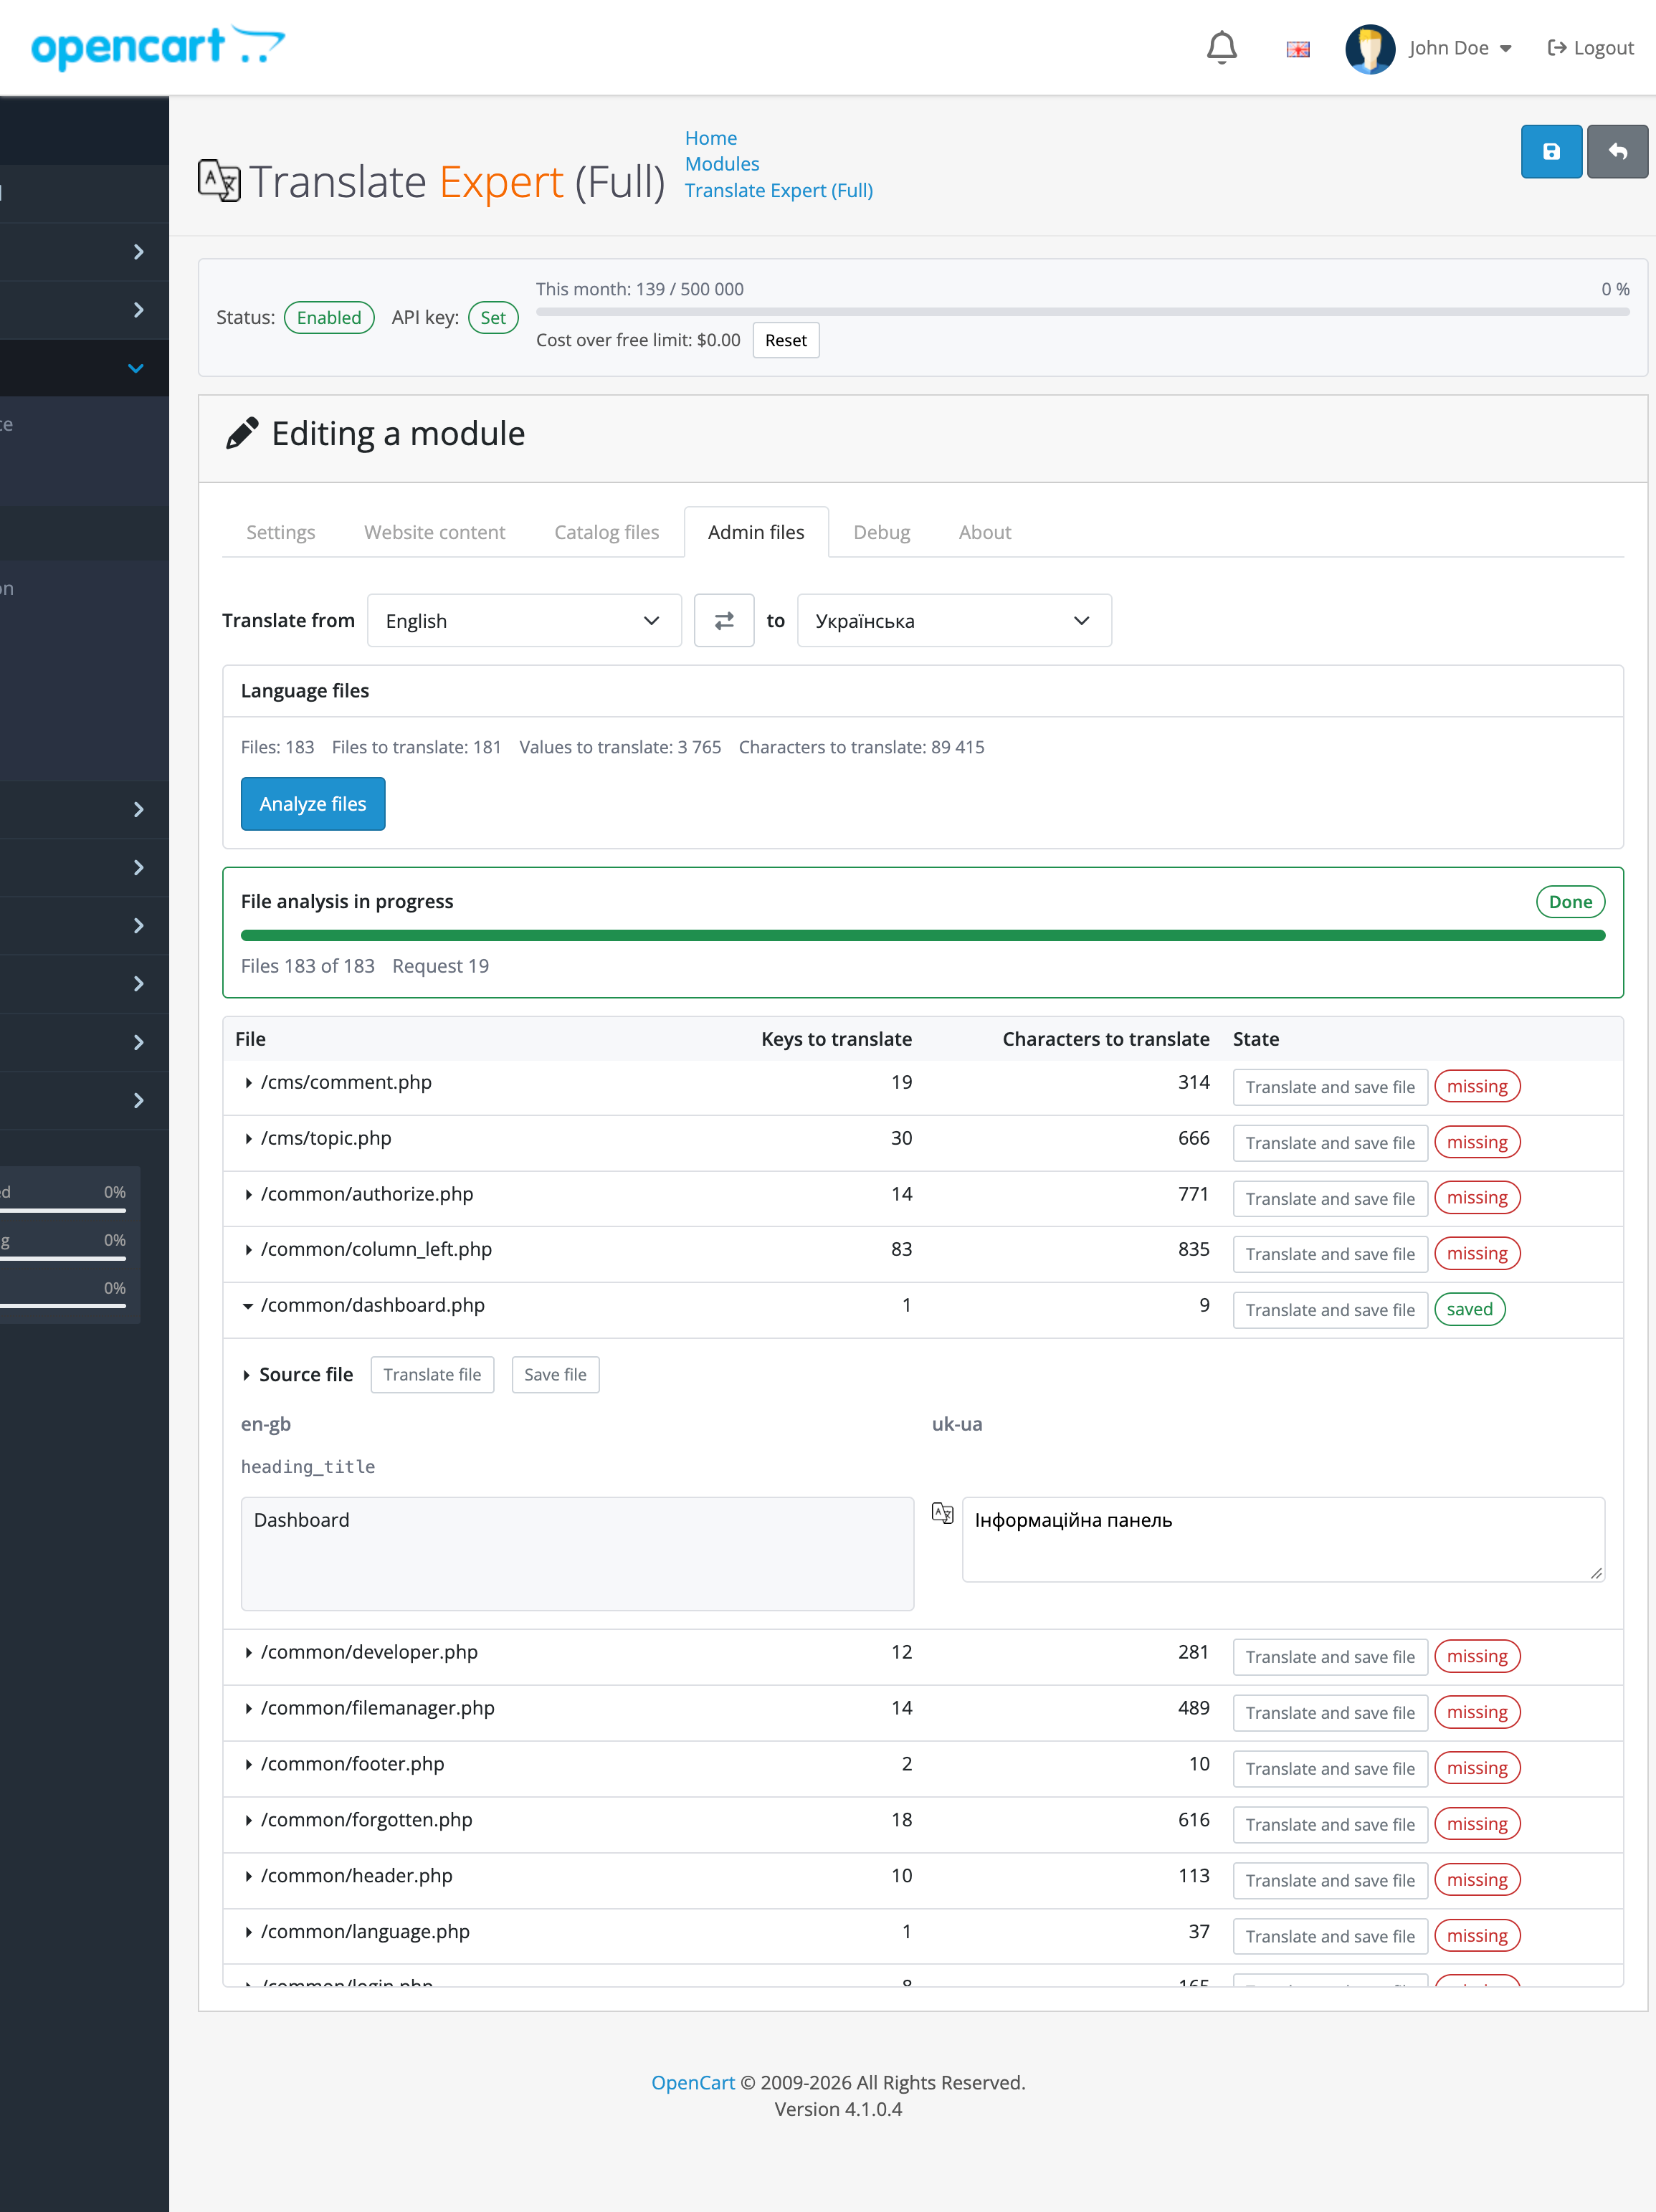 opencart
John Doe
Logout
Translate Expert (Full)
Home
Modules
Translate Expert (Full)
Status: Enabled API key: Set
This month: 139 / 500 000 0 %
Cost over free limit: $0.00 Reset
Editing a module
Settings Website content Catalog files Admin files Debug About
Translate from English to Українська
Language files
Files: 183 Files to translate: 181 Values to translate: 3 765 Characters to translate: 89 415
Analyze files
File analysis in progress Done
Files 183 of 183 Request 19
File Keys to translate Characters to translate State
/cms/comment.php 19 314 Translate and save file missing
/cms/topic.php 30 666 Translate and save file missing
/common/authorize.php 14 771 Translate and save file missing
/common/column_left.php 83 835 Translate and save file missing
/common/dashboard.php 1 9 Translate and save file saved
Source file Translate file Save file
en-gb uk-ua
heading_title
Dashboard Інформаційна панель
/common/developer.php 12 281 Translate and save file missing
/common/filemanager.php 14 489 Translate and save file missing
/common/footer.php 2 10 Translate and save file missing
/common/forgotten.php 18 616 Translate and save file missing
/common/header.php 10 113 Translate and save file missing
/common/language.php 1 37 Translate and save file missing
/common/login.php 8 165
0%
0%
0%
OpenCart © 2009-2026 All Rights Reserved.
Version 4.1.0.4